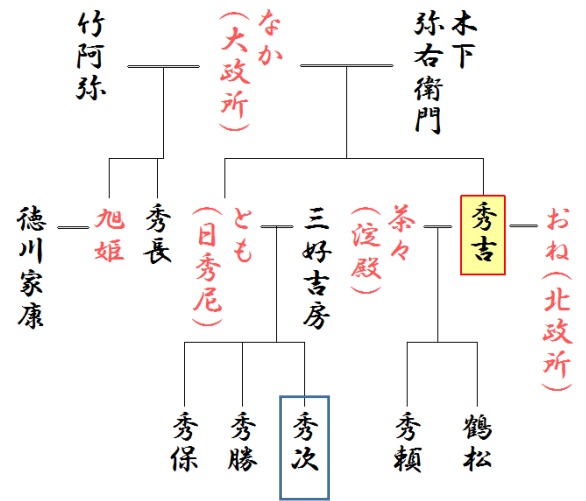 木下
弥右衛門
なか
(大政所)
竹阿弥
おね(北政所)
秀吉
茶々
(淀殿)
三好吉房
とも
(日秀尼)
秀長
旭姫
徳川家康
鶴松
秀頼
秀次
秀勝
秀保